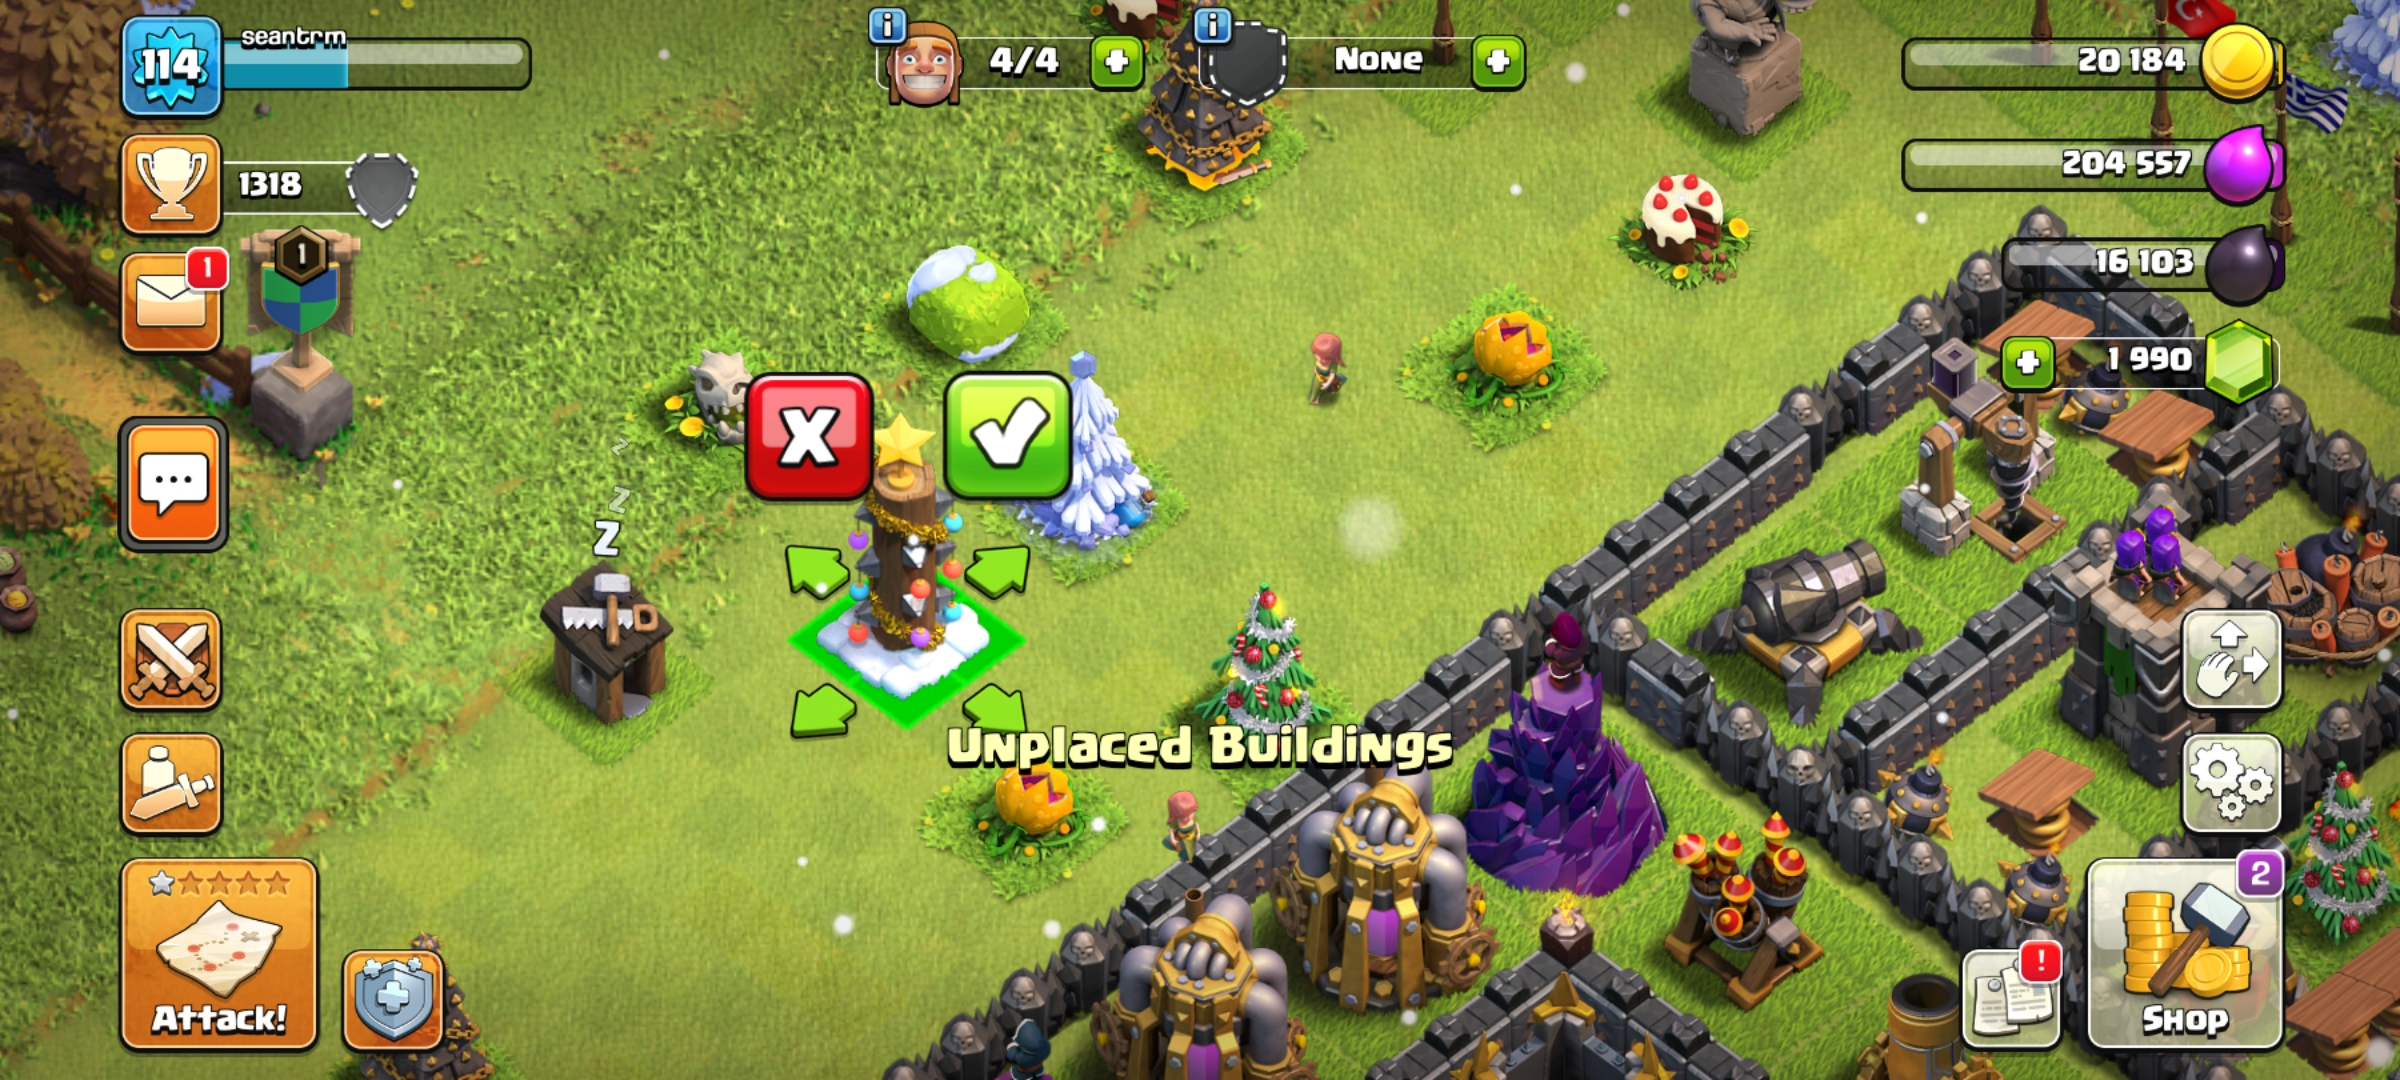 114
seantrm
4/4
None
20 184
1318
204 557
1
1
16 103
1 990
z
Z
Z
Unplaced Buildings
2
!
Attack!
Shop